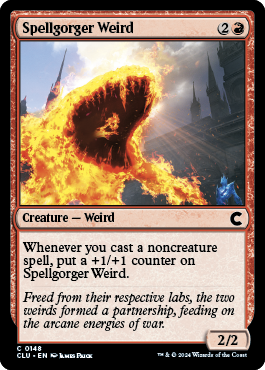 Spellgorger Weird 2
Creature — Weird C
Whenever you cast a noncreature
spell, put a +1/+1 counter on
Spellgorger Weird.
Freed from their respective labs, the two
weirds formed a partnership, feeding on
the arcane energies of war.
2/2
C 0148
CLU • EN James Paick
™ & © 2024 Wizards of the Coast